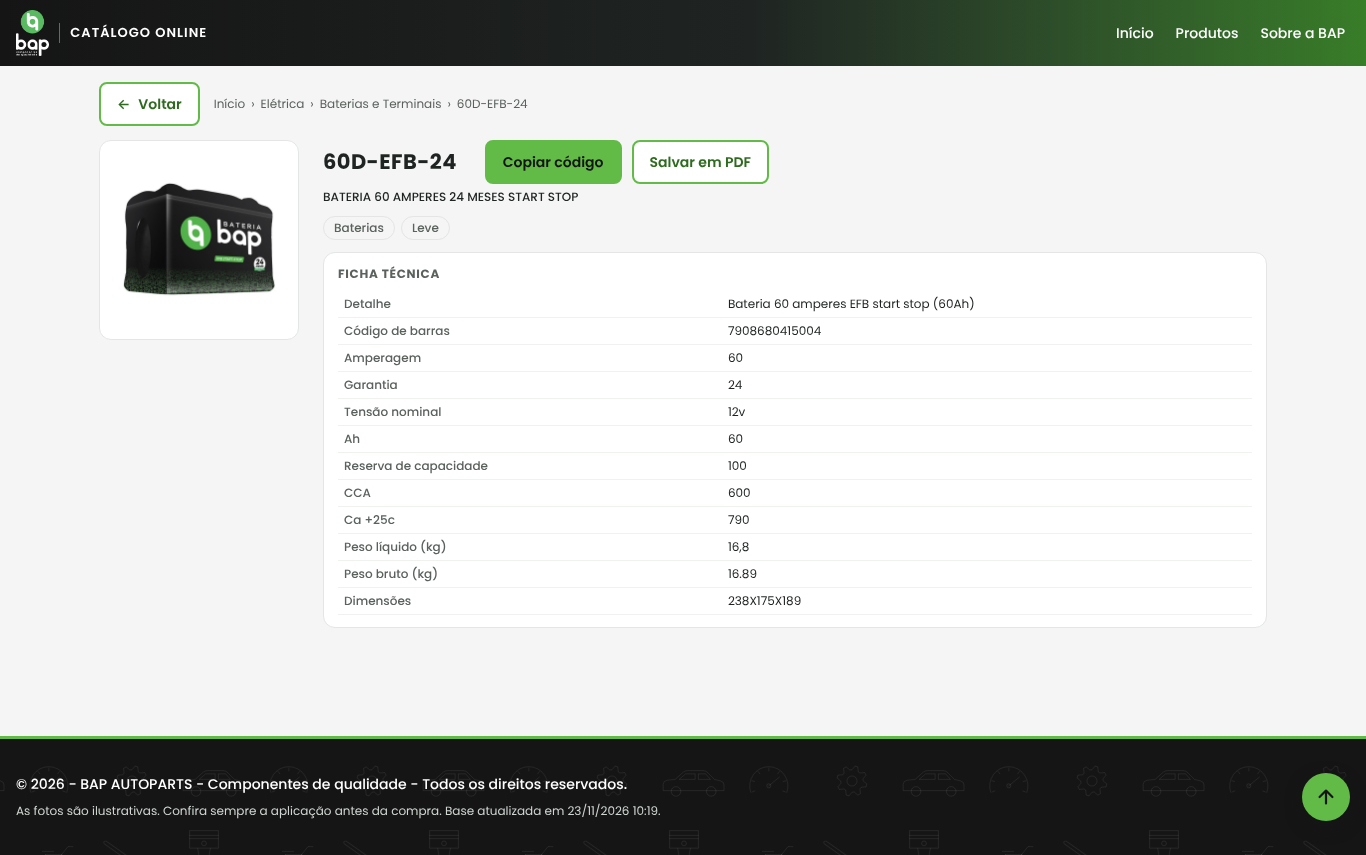 bap
CATÁLOGO ONLINE
Início
Produtos
Sobre a BAP
← Voltar
Início › Elétrica › Baterias e Terminais › 60D-EFB-24
BATERIA
bap
24
60D-EFB-24
Copiar código
Salvar em PDF
BATERIA 60 AMPERES 24 MESES START STOP
Baterias
Leve
FICHA TÉCNICA
Detalhe Bateria 60 amperes EFB start stop (60Ah)
Código de barras 7908680415004
Amperagem 60
Garantia 24
Tensão nominal 12v
Ah 60
Reserva de capacidade 100
CCA 600
Ca +25c 790
Peso líquido (kg) 16,8
Peso bruto (kg) 16.89
Dimensões 238X175X189
© 2026 - BAP AUTOPARTS - Componentes de qualidade - Todos os direitos reservados.
As fotos são ilustrativas. Confira sempre a aplicação antes da compra. Base atualizada em 23/11/2026 10:19.